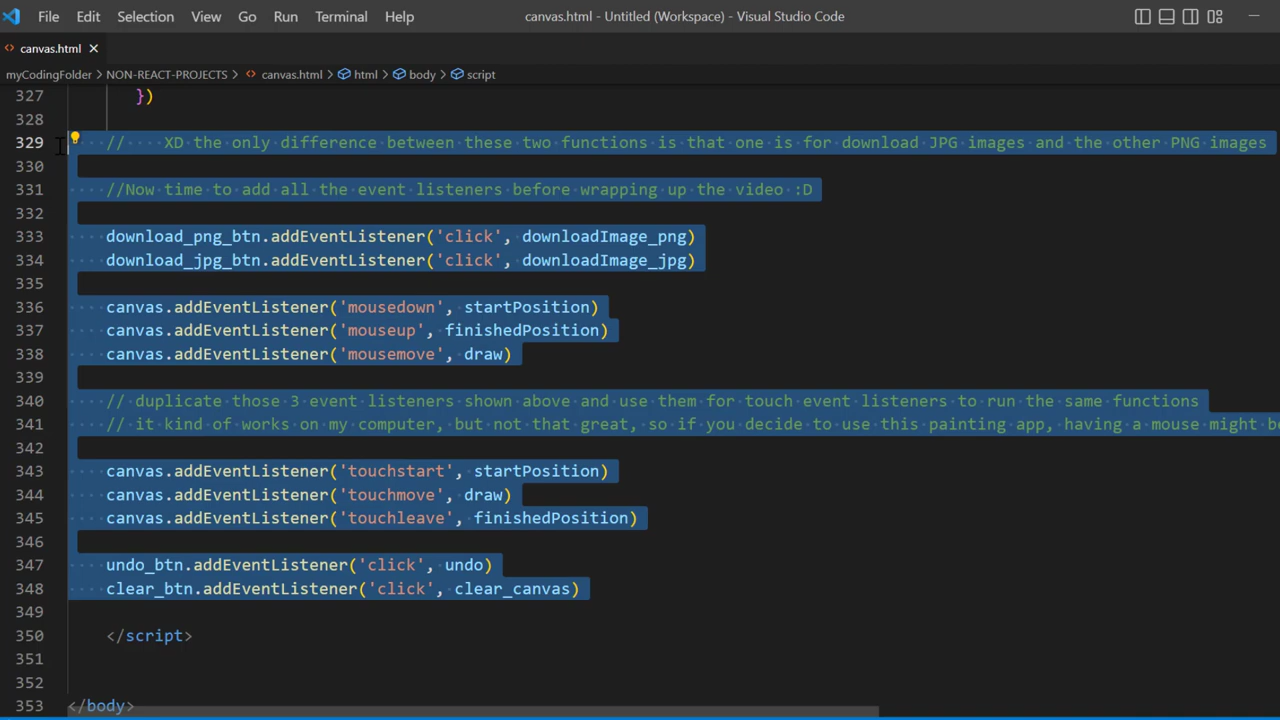 File Edit Selection View Go Run Terminal Help canvas.html - Untitled (Workspace) - Visual Studio Code
<> canvas.html ×
myCodingFolder > NON-REACT-PROJECTS > <> canvas.html > html > body > script
327 })
328
329 // XD the only difference between these two functions is that one is for download JPG images and the other PNG images
330
331 //Now time to add all the event listeners before wrapping up the video :D
332
333 download_png_btn.addEventListener('click', downloadImage_png)
334 download_jpg_btn.addEventListener('click', downloadImage_jpg)
335
336 canvas.addEventListener('mousedown', startPosition)
337 canvas.addEventListener('mouseup', finishedPosition)
338 canvas.addEventListener('mousemove', draw)
339
340 // duplicate those 3 event listeners shown above and use them for touch event listeners to run the same functions
341 // it kind of works on my computer, but not that great, so if you decide to use this painting app, having a mouse might
342
343 canvas.addEventListener('touchstart', startPosition)
344 canvas.addEventListener('touchmove', draw)
345 canvas.addEventListener('touchleave', finishedPosition)
346
347 undo_btn.addEventListener('click', undo)
348 clear_btn.addEventListener('click', clear_canvas)
349
350 </script>
351
352
353 </body>